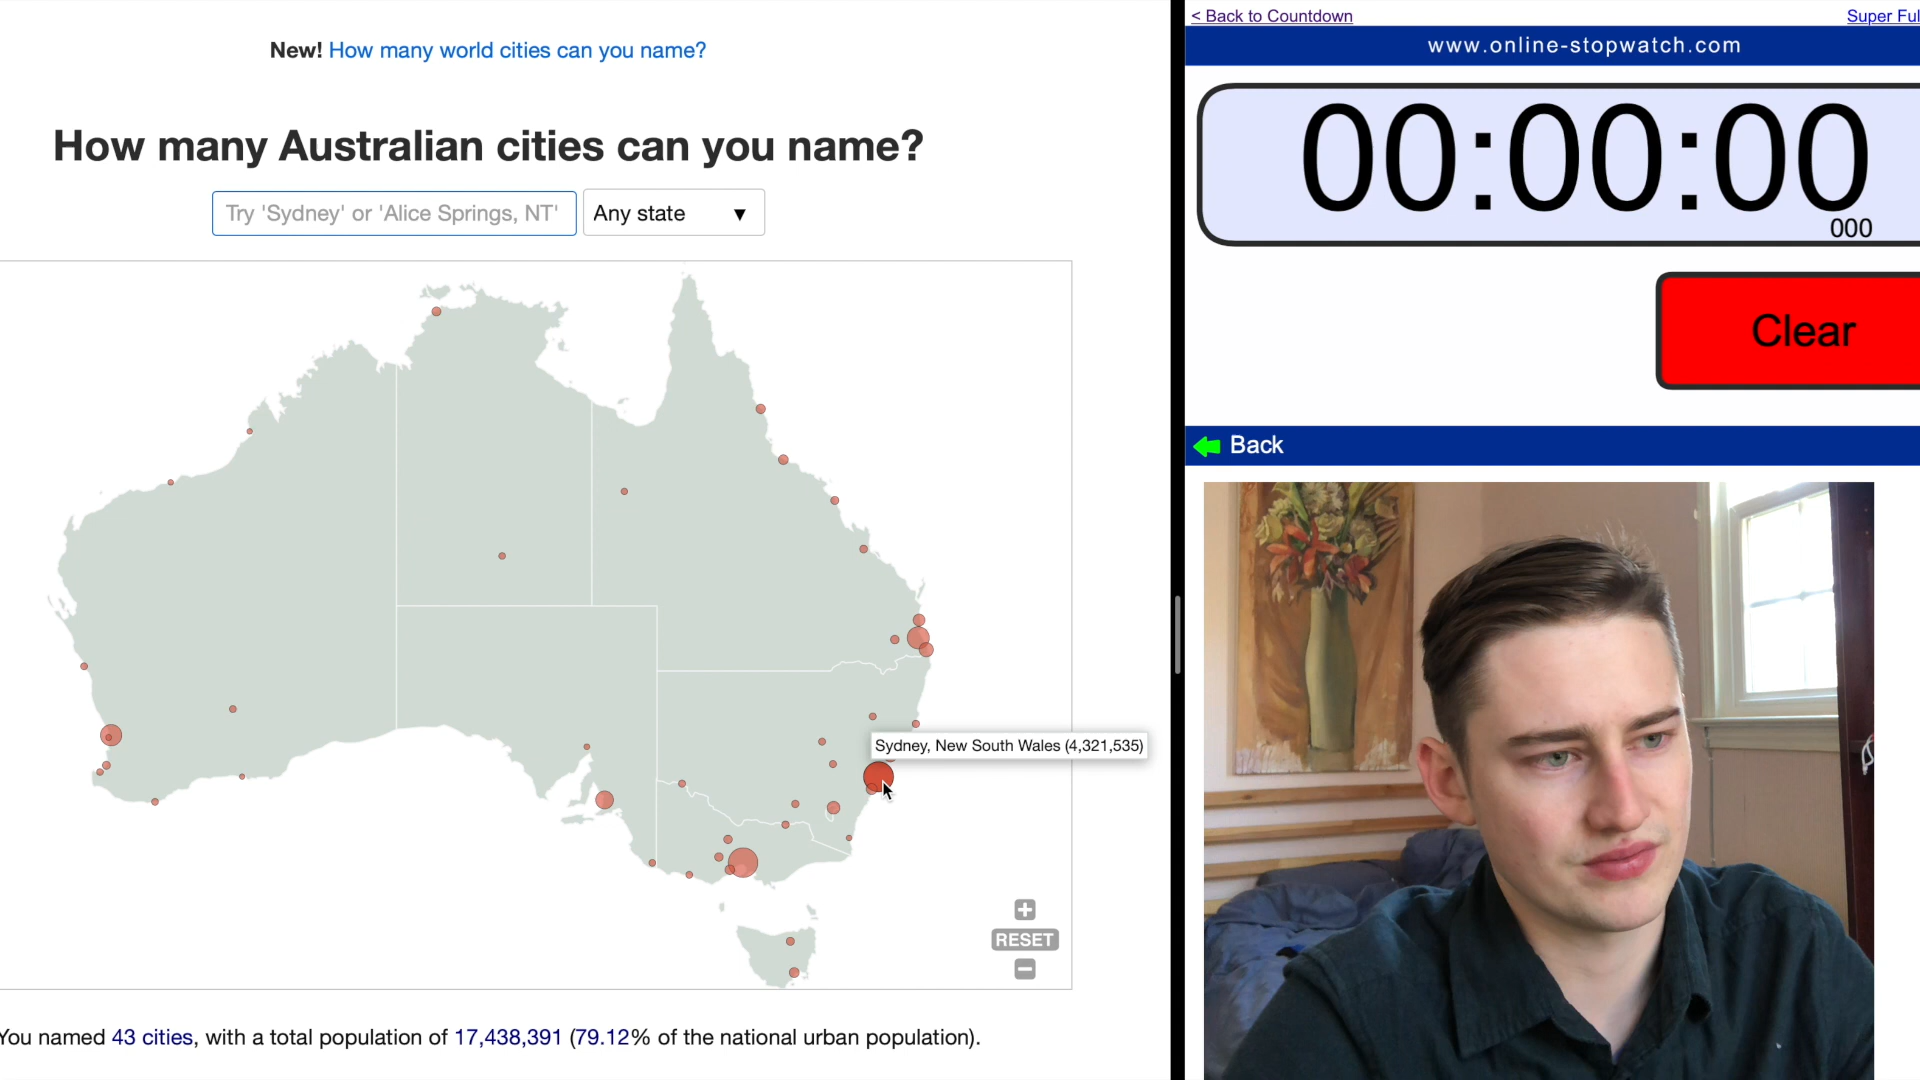 New! How many world cities can you name?
How many Australian cities can you name?
Try 'Sydney' or 'Alice Springs, NT'
Any state ▼
Sydney, New South Wales (4,321,535)
+
RESET
−
You named 43 cities, with a total population of 17,438,391 (79.12% of the national urban population).
< Back to Countdown
Super Ful
www.online-stopwatch.com
00:00:00
000
Clear
Back